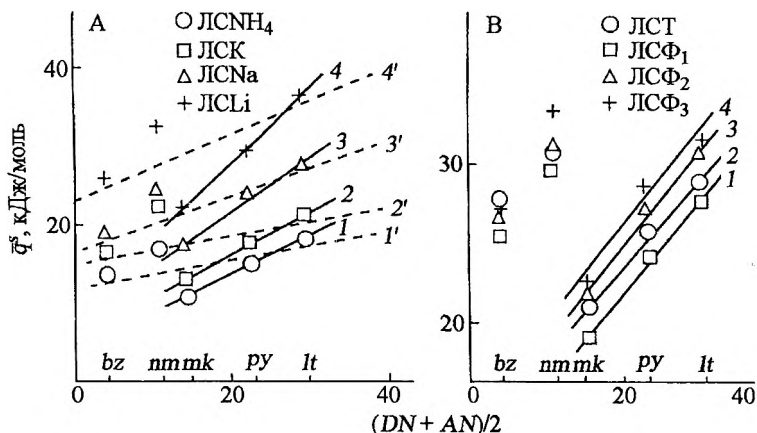 A
ЛСNH₄
ЛСК
ЛСNa
ЛСLi
40
20
0
q̄ˢ, кДж/моль
4
4'
3
3'
2
2'
1
1'
bz nm mk py lt
0 20 40
B
ЛСТ
ЛСФ₁
ЛСФ₂
ЛСФ₃
30
20
4
3
2
1
bz nm mk py lt
0 20 40
(DN + AN)/2